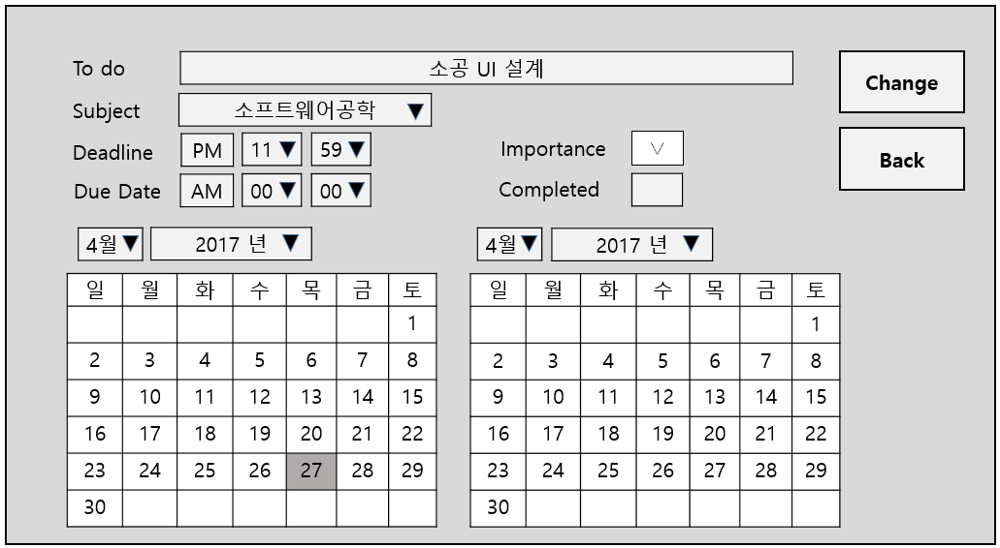 To do 소공 UI 설계 Change
Subject 소프트웨어공학
Deadline PM 11 59 Importance V Back
Due Date AM 00 00 Completed
4월 2017 년 4월 2017 년
일 월 화 수 목 금 토 일 월 화 수 목 금 토
1 1
2 3 4 5 6 7 8 2 3 4 5 6 7 8
9 10 11 12 13 14 15 9 10 11 12 13 14 15
16 17 18 19 20 21 22 16 17 18 19 20 21 22
23 24 25 26 27 28 29 23 24 25 26 27 28 29
30 30